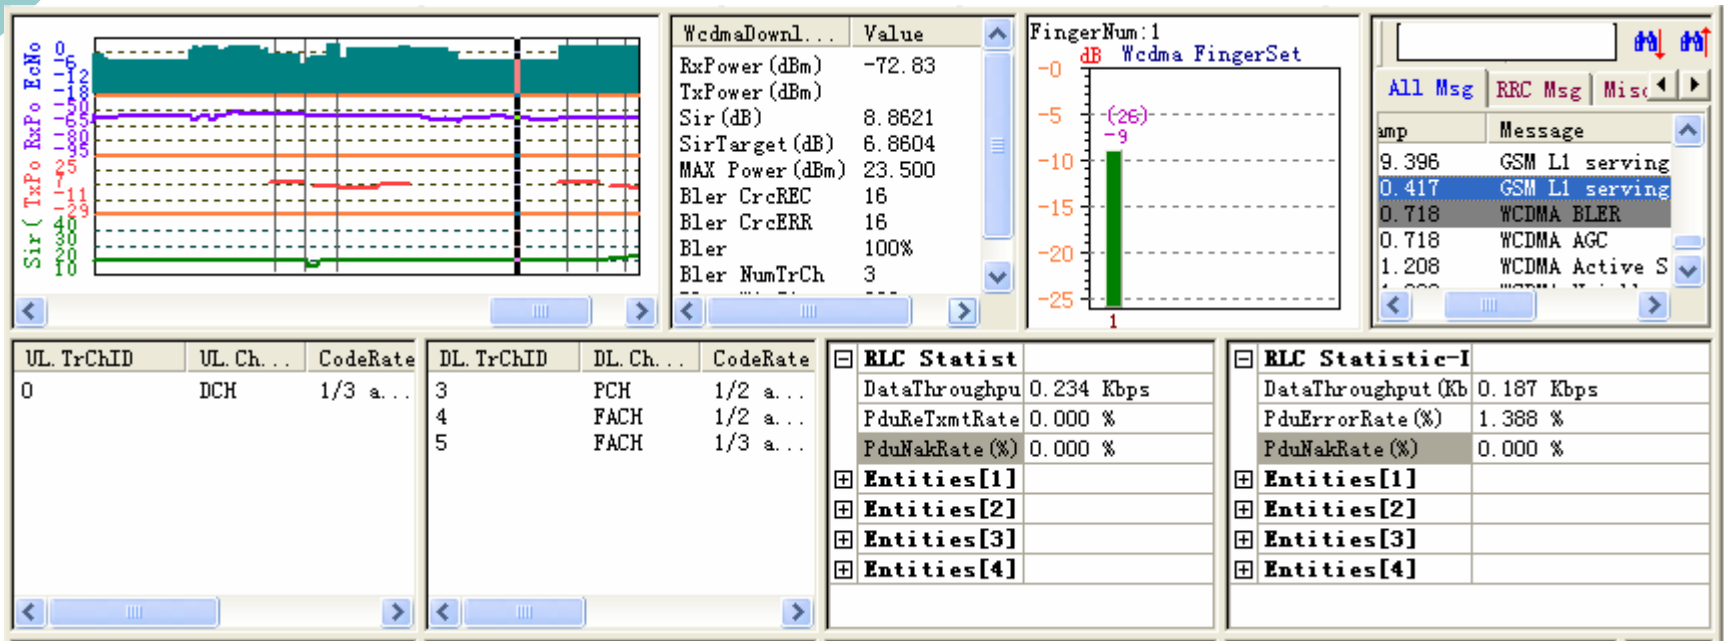 EcNo
0
-6
-12
-18
RxPo
-50
-65
-80
-95
TxPo
25
-7
-11
-29
Sir(
40
30
20
10
WcdmaDownl... Value
RxPower(dBm) -72.83
TxPower(dBm)
Sir(dB) 8.8621
SirTarget(dB) 6.8604
MAX Power(dBm) 23.500
Bler CrcREC 16
Bler CrcERR 16
Bler 100%
Bler NumTrCh 3
FingerNum:1
dB Wcdma FingerSet
-0
-5
-10
-15
-20
-25
(-26)
-9
1
All Msg RRC Msg Misc
amp Message
9.396 GSM L1 serving
0.417 GSM L1 serving
0.718 WCDMA BLER
0.718 WCDMA AGC
1.208 WCDMA Active S
UL.TrChID UL.Ch... CodeRate
0 DCH 1/3 a...
DL.TrChID DL.Ch... CodeRate
3 PCH 1/2 a...
4 FACH 1/2 a...
5 FACH 1/3 a...
RLC Statist
DataThroughpu 0.234 Kbps
PduReTxmtRate 0.000 %
PduNakRate(%) 0.000 %
Entities[1]
Entities[2]
Entities[3]
Entities[4]
RLC Statistic-I
DataThroughput(Kb 0.187 Kbps
PduErrorRate(%) 1.388 %
PduNakRate(%) 0.000 %
Entities[1]
Entities[2]
Entities[3]
Entities[4]